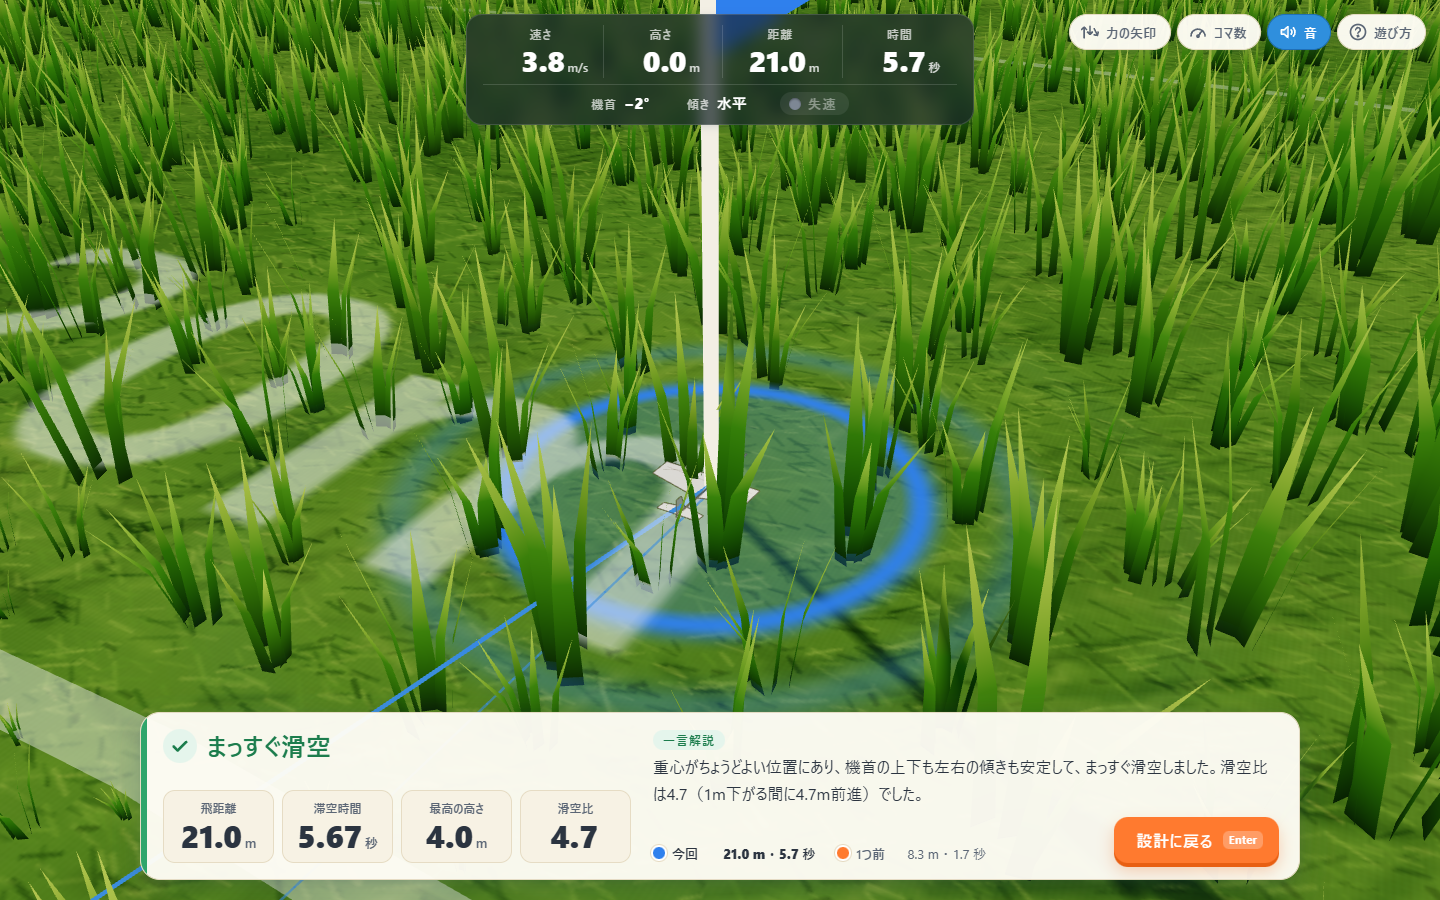 速さ 高さ 距離 時間
3.8 m/s 0.0 m 21.0 m 5.7 秒
機首 −2° 傾き 水平 失速
力の矢印 コマ数 音 遊び方
まっすぐ滑空
飛距離 滞空時間 最高の高さ 滑空比
21.0 m 5.67 秒 4.0 m 4.7
一言解説
重心がちょうどよい位置にあり、機首の上下も左右の傾きも安定して、まっすぐ滑空しました。滑空比
は4.7（1m下がる間に4.7m前進）でした。
今回 21.0 m・5.7 秒 1つ前 8.3 m・1.7 秒
設計に戻る Enter